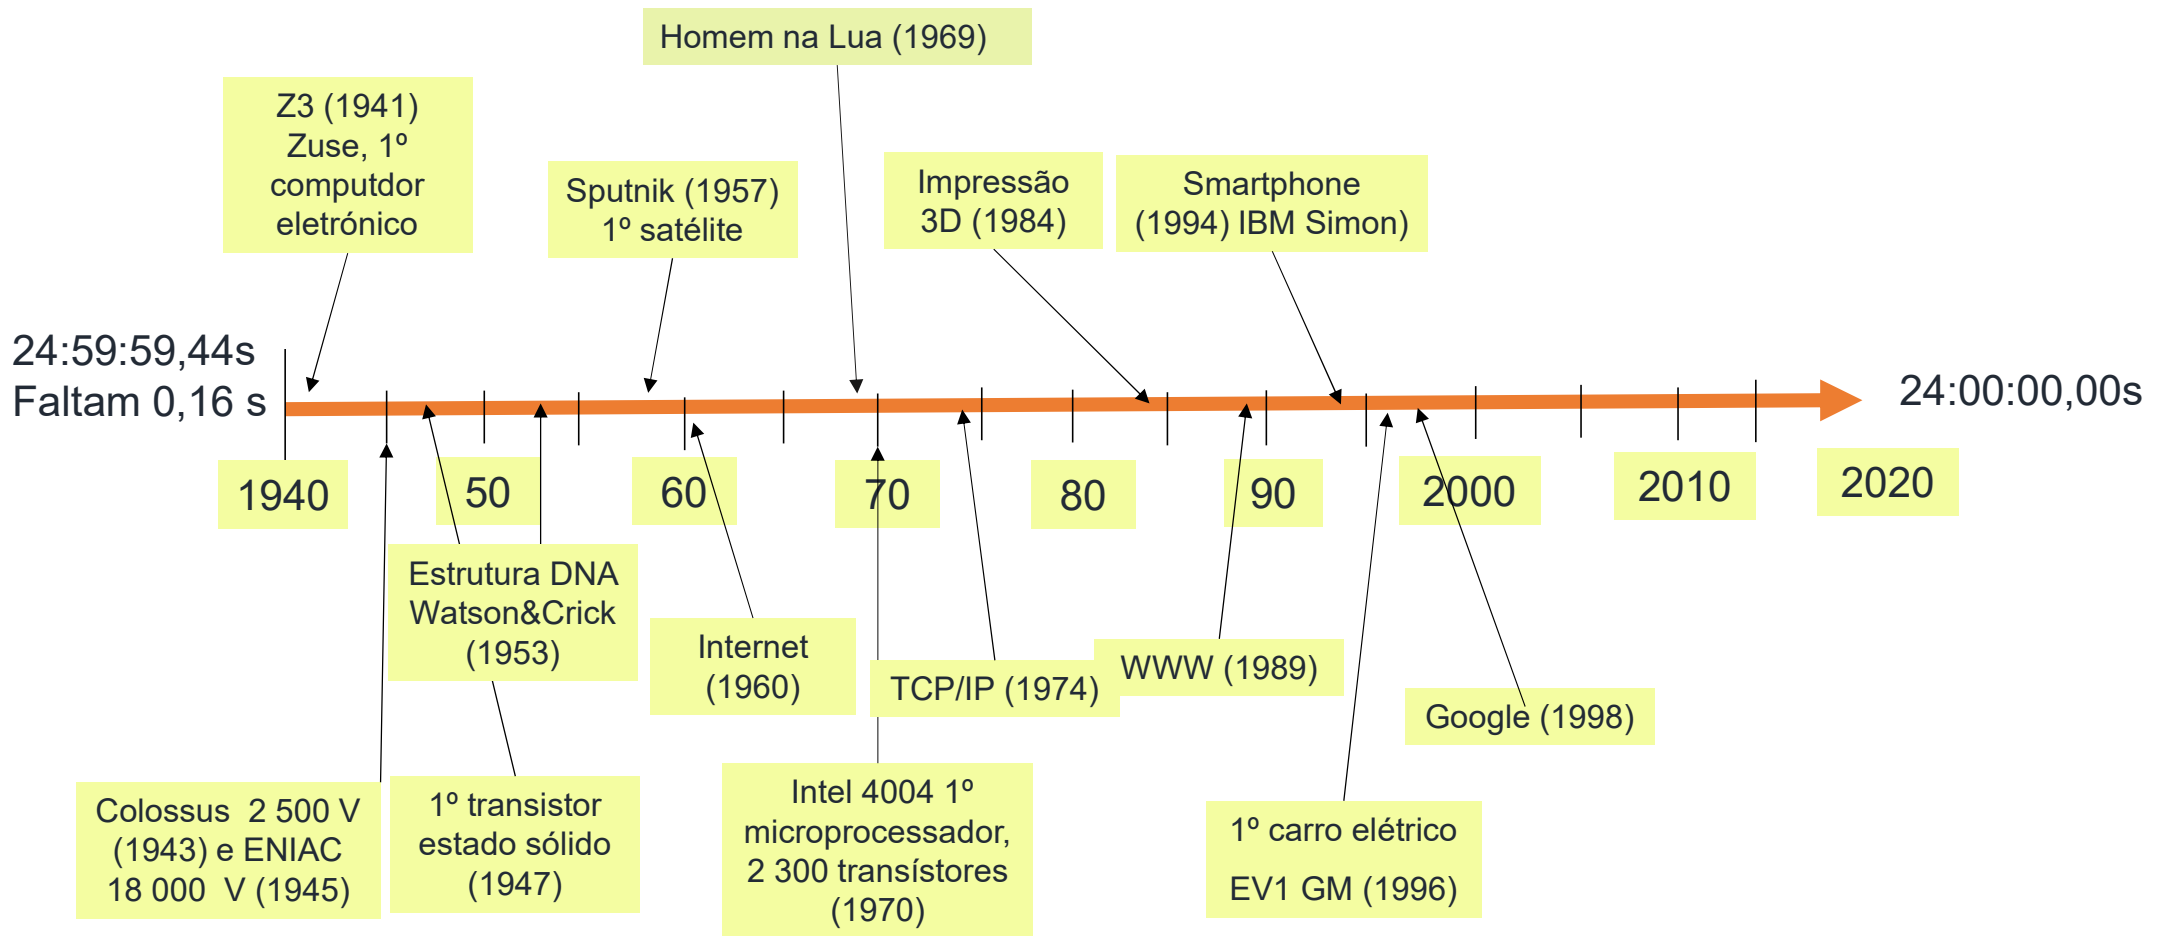 Homem na Lua (1969)
Z3 (1941)
Zuse, 1º
computdor
eletrónico
Sputnik (1957)
1º satélite
Impressão
3D (1984)
Smartphone
(1994) IBM Simon)
24:59:59,44s
Faltam 0,16 s
24:00:00,00s
1940
50
60
70
80
90
2000
2010
2020
Estrutura DNA
Watson&Crick
(1953)
Internet
(1960)
TCP/IP (1974)
WWW (1989)
Google (1998)
Colossus  2 500 V
(1943) e ENIAC
18 000  V (1945)
1º transistor
estado sólido
(1947)
Intel 4004 1º
microprocessador,
2 300 transístores
(1970)
1º carro elétrico
EV1 GM (1996)